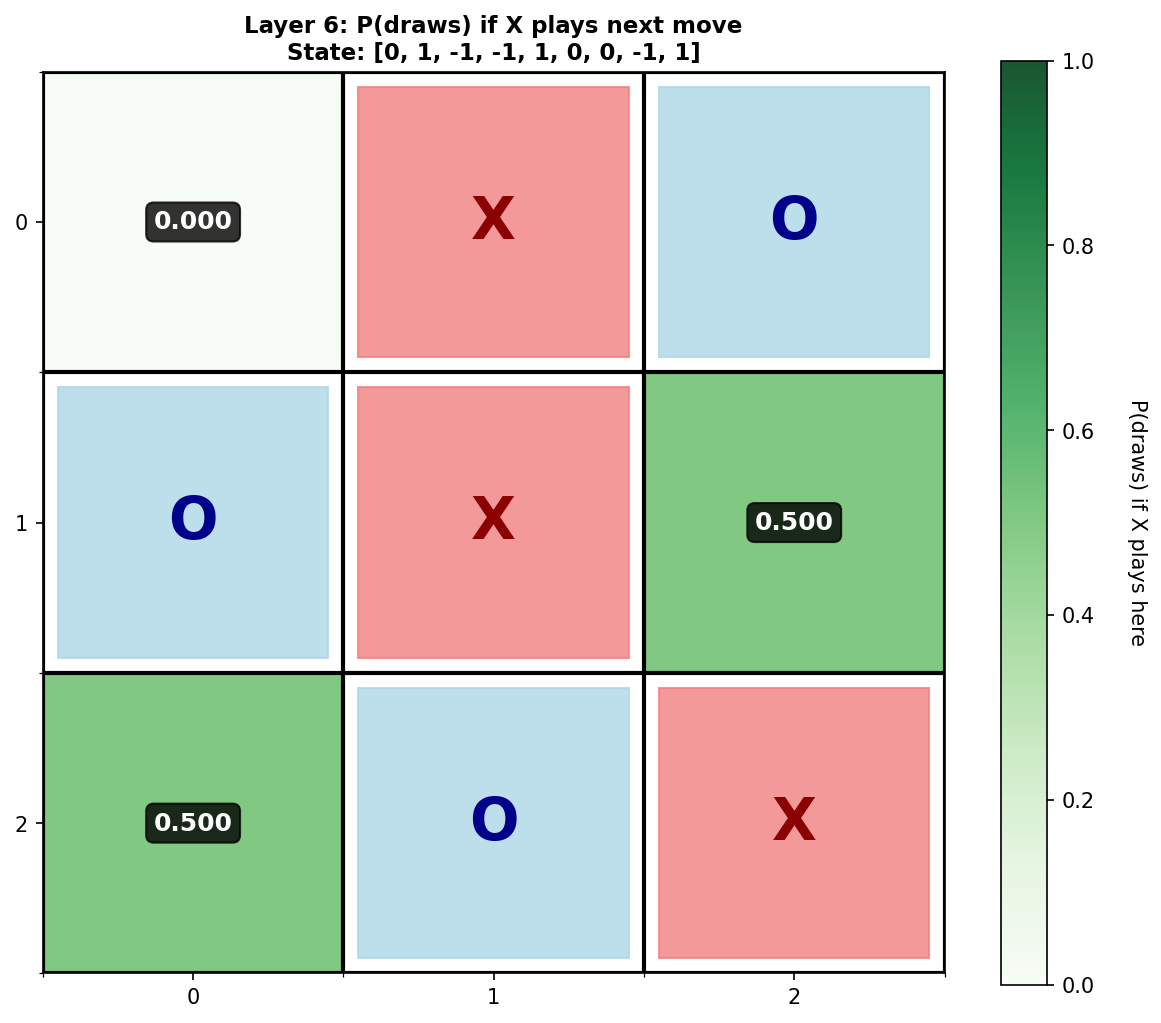 Layer 6: P(draws) if X plays next move
State: [0, 1, -1, -1, 1, 0, 0, -1, 1]
0
0.000
X
O
1
O
X
0.500
2
0.500
O
X
0
1
2
1.0
0.8
0.6
0.4
0.2
0.0
P(draws) if X plays here